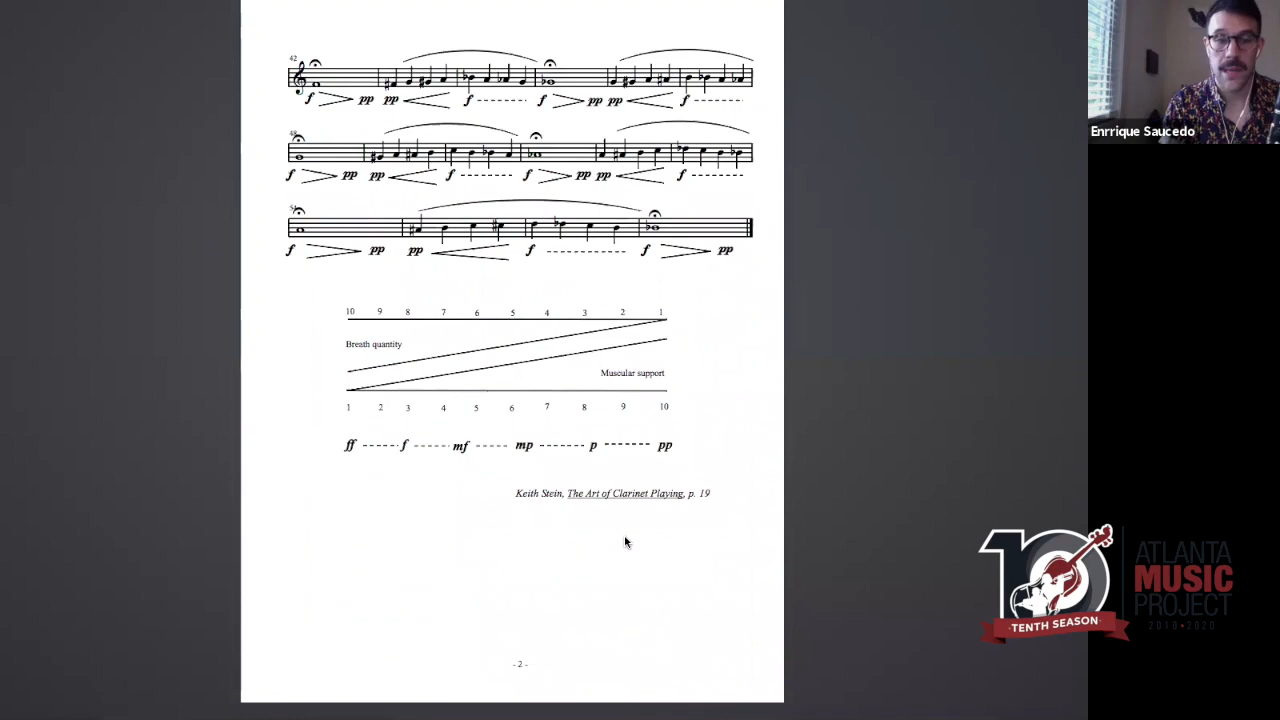 42
f pp pp f f pp pp f
48
f pp pp f f pp pp f
f pp pp f f pp
10 9 8 7 6 5 4 3 2 1
Breath quantity
Muscular support
1 2 3 4 5 6 7 8 9 10
ff f mf mp p pp
Keith Stein, The Art of Clarinet Playing, p. 19
- 2 -
Enrrique Saucedo
10
·TENTH SEASON·
ATLANTA
MUSIC
PROJECT
2010•2020